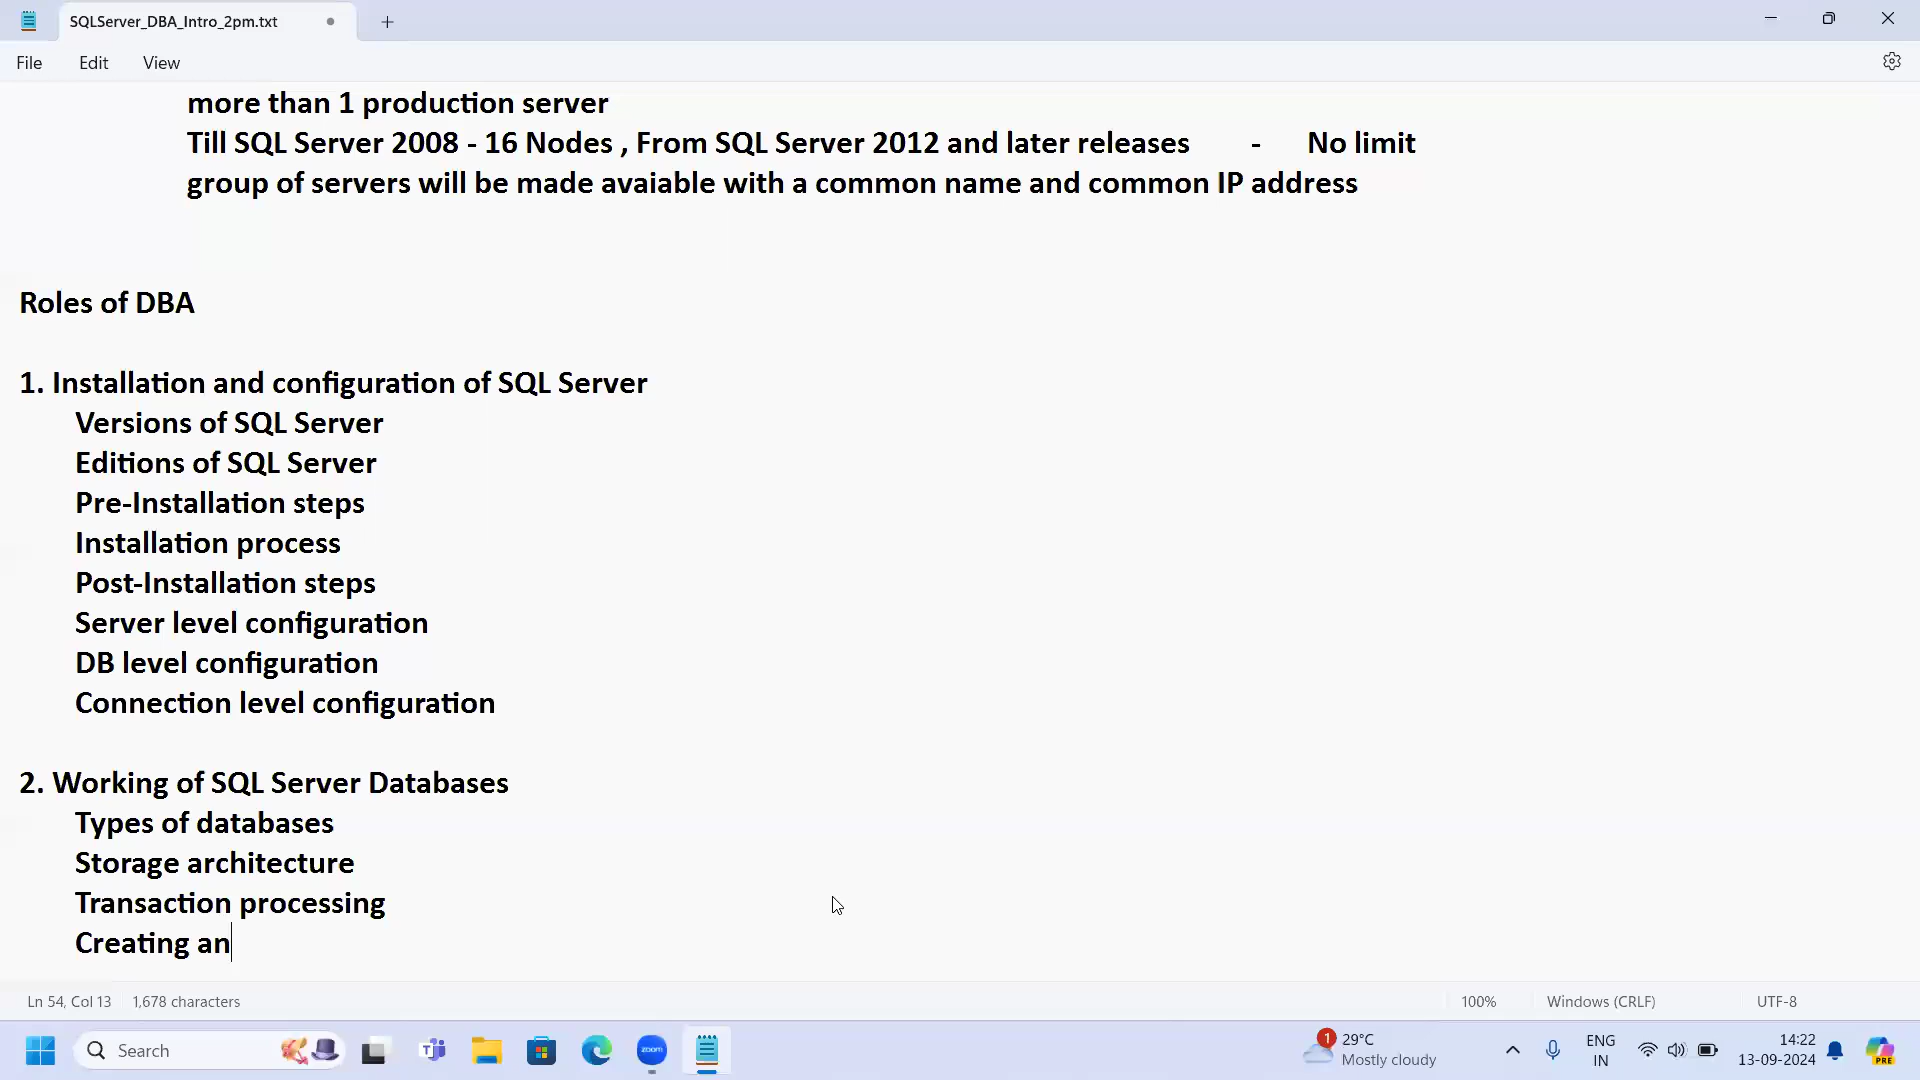 SQLServer_DBA_Intro_2pm.txt
File Edit View
more than 1 production server
Till SQL Server 2008 - 16 Nodes , From SQL Server 2012 and later releases - No limit
group of servers will be made avaiable with a common name and common IP address
Roles of DBA
1. Installation and configuration of SQL Server
Versions of SQL Server
Editions of SQL Server
Pre-Installation steps
Installation process
Post-Installation steps
Server level configuration
DB level configuration
Connection level configuration
2. Working of SQL Server Databases
Types of databases
Storage architecture
Transaction processing
Creating an
Ln 54, Col 13 1,678 characters 100% Windows (CRLF) UTF-8
Search zoom 1 29°C ENG 14:22 PRE
Mostly cloudy IN 13-09-2024